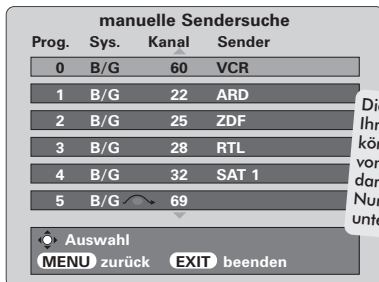 manuelle Sendersuche
Prog. Sys. Kanal Sender
0 B/G 60 VCR
1 B/G 22 ARD
2 B/G 25 ZDF
3 B/G 28 RTL
4 B/G 32 SAT 1
5 B/G 69
Auswahl
MENU zurück EXIT beenden